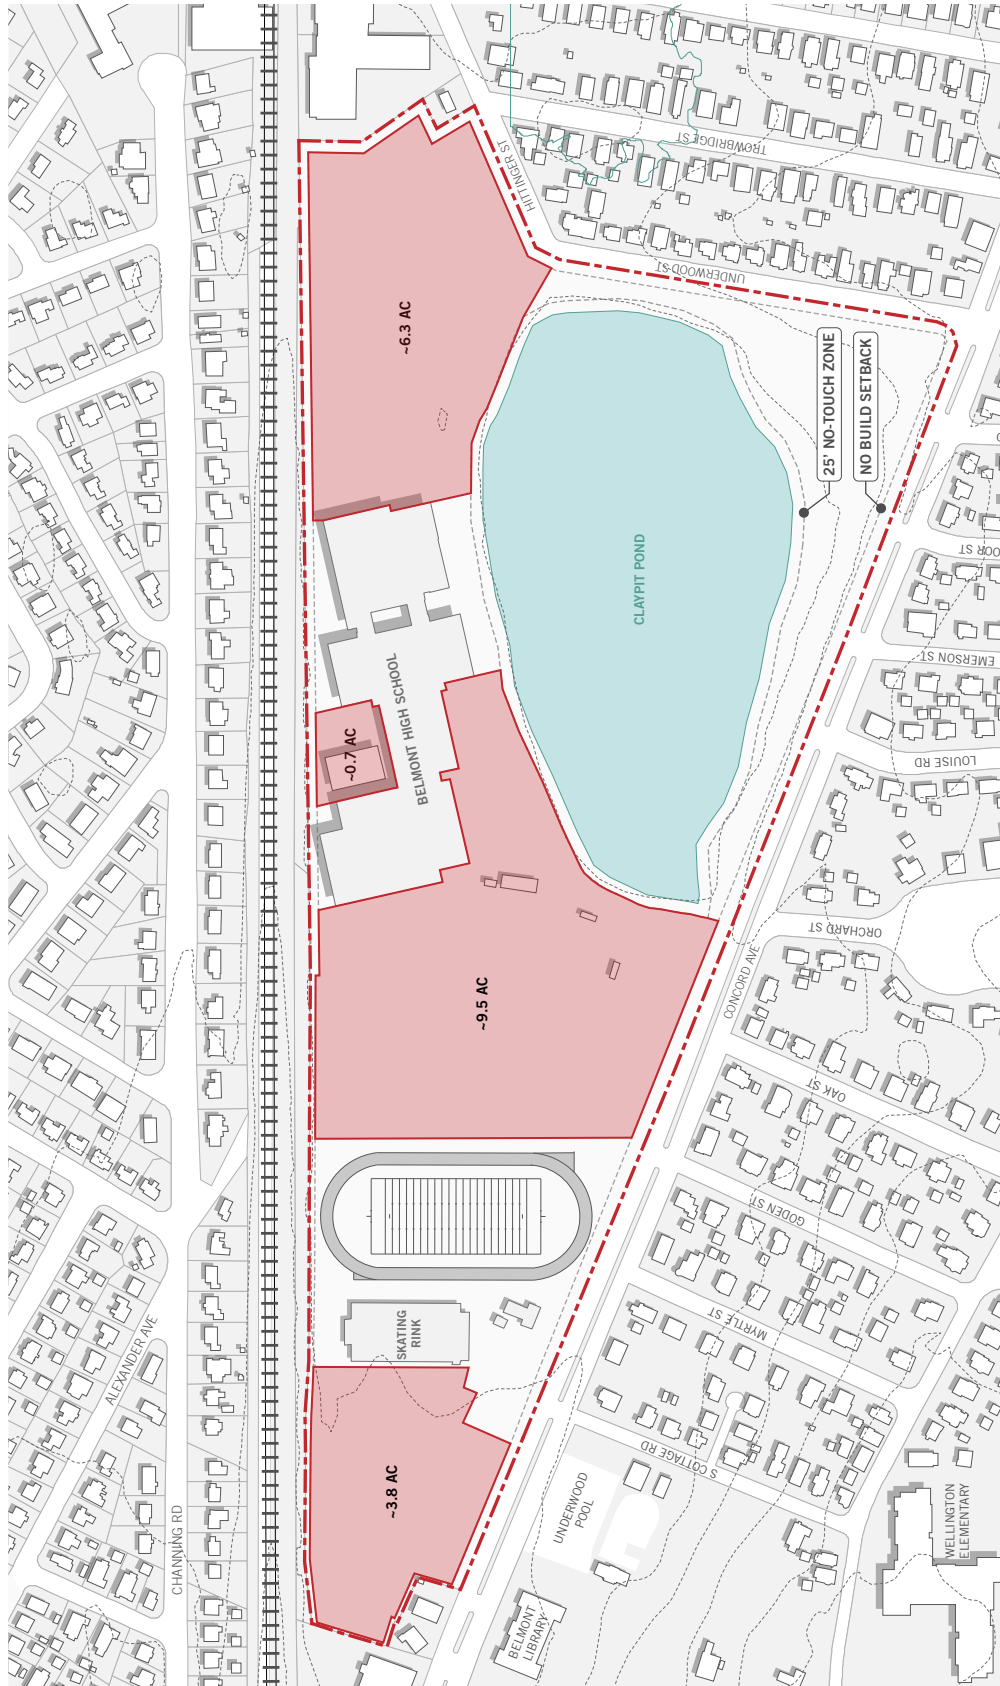 TROWBRIDGE ST
HITTINGER ST
UNDERWOOD ST
~6.3 AC
25' NO-TOUCH ZONE
NO BUILD SETBACK
CLAYPIT POND
OOR ST
EMERSON ST
BELMONT HIGH SCHOOL
~0.7 AC
LOUISE RD
ORCHARD ST
CONCORD AVE
~9.5 AC
OAK ST
GODEN ST
MYRTLE ST
SKATING
RINK
ALEXANDER AVE
S COTTAGE RD
~3.8 AC
UNDERWOOD
POOL
CHANNING RD
WELLINGTON
ELEMENTARY
BELMONT
LIBRARY